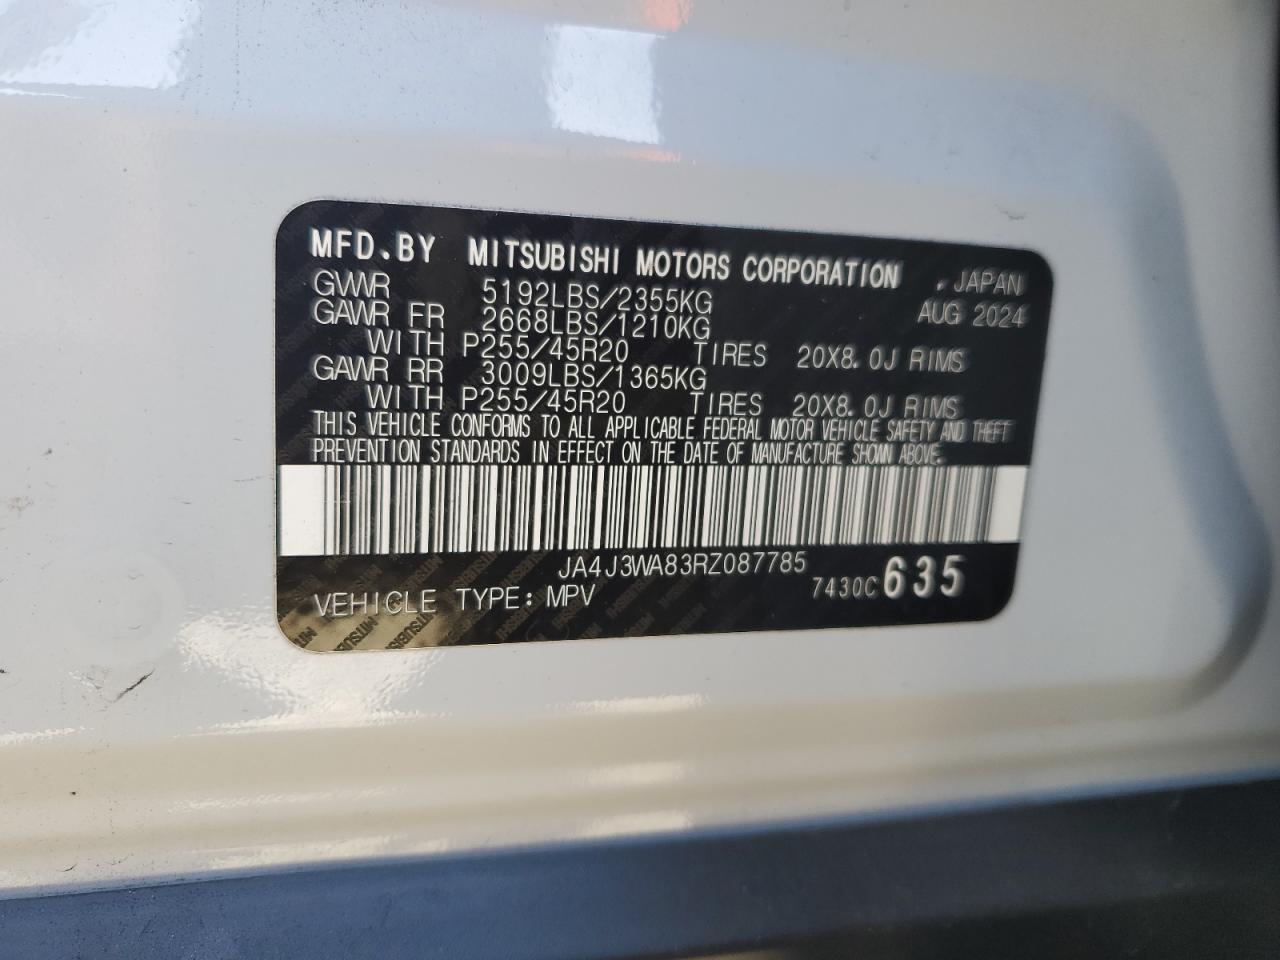 MFD.BY MITSUBISHI MOTORS CORPORATION , JAPAN
GVWR 5192LBS/2355KG AUG 2024
GAWR FR 2668LBS/1210KG
WITH P255/45R20 TIRES 20X8.0J RIMS
GAWR RR 3009LBS/1365KG
WITH P255/45R20 TIRES 20X8.0J RIMS
THIS VEHICLE CONFORMS TO ALL APPLICABLE FEDERAL MOTOR VEHICLE SAFETY AND THEFT
PREVENTION STANDARDS IN EFFECT ON THE DATE OF MANUFACTURE SHOWN ABOVE.
JA4J3WA83RZ087785
VEHICLE TYPE: MPV 7430C 635